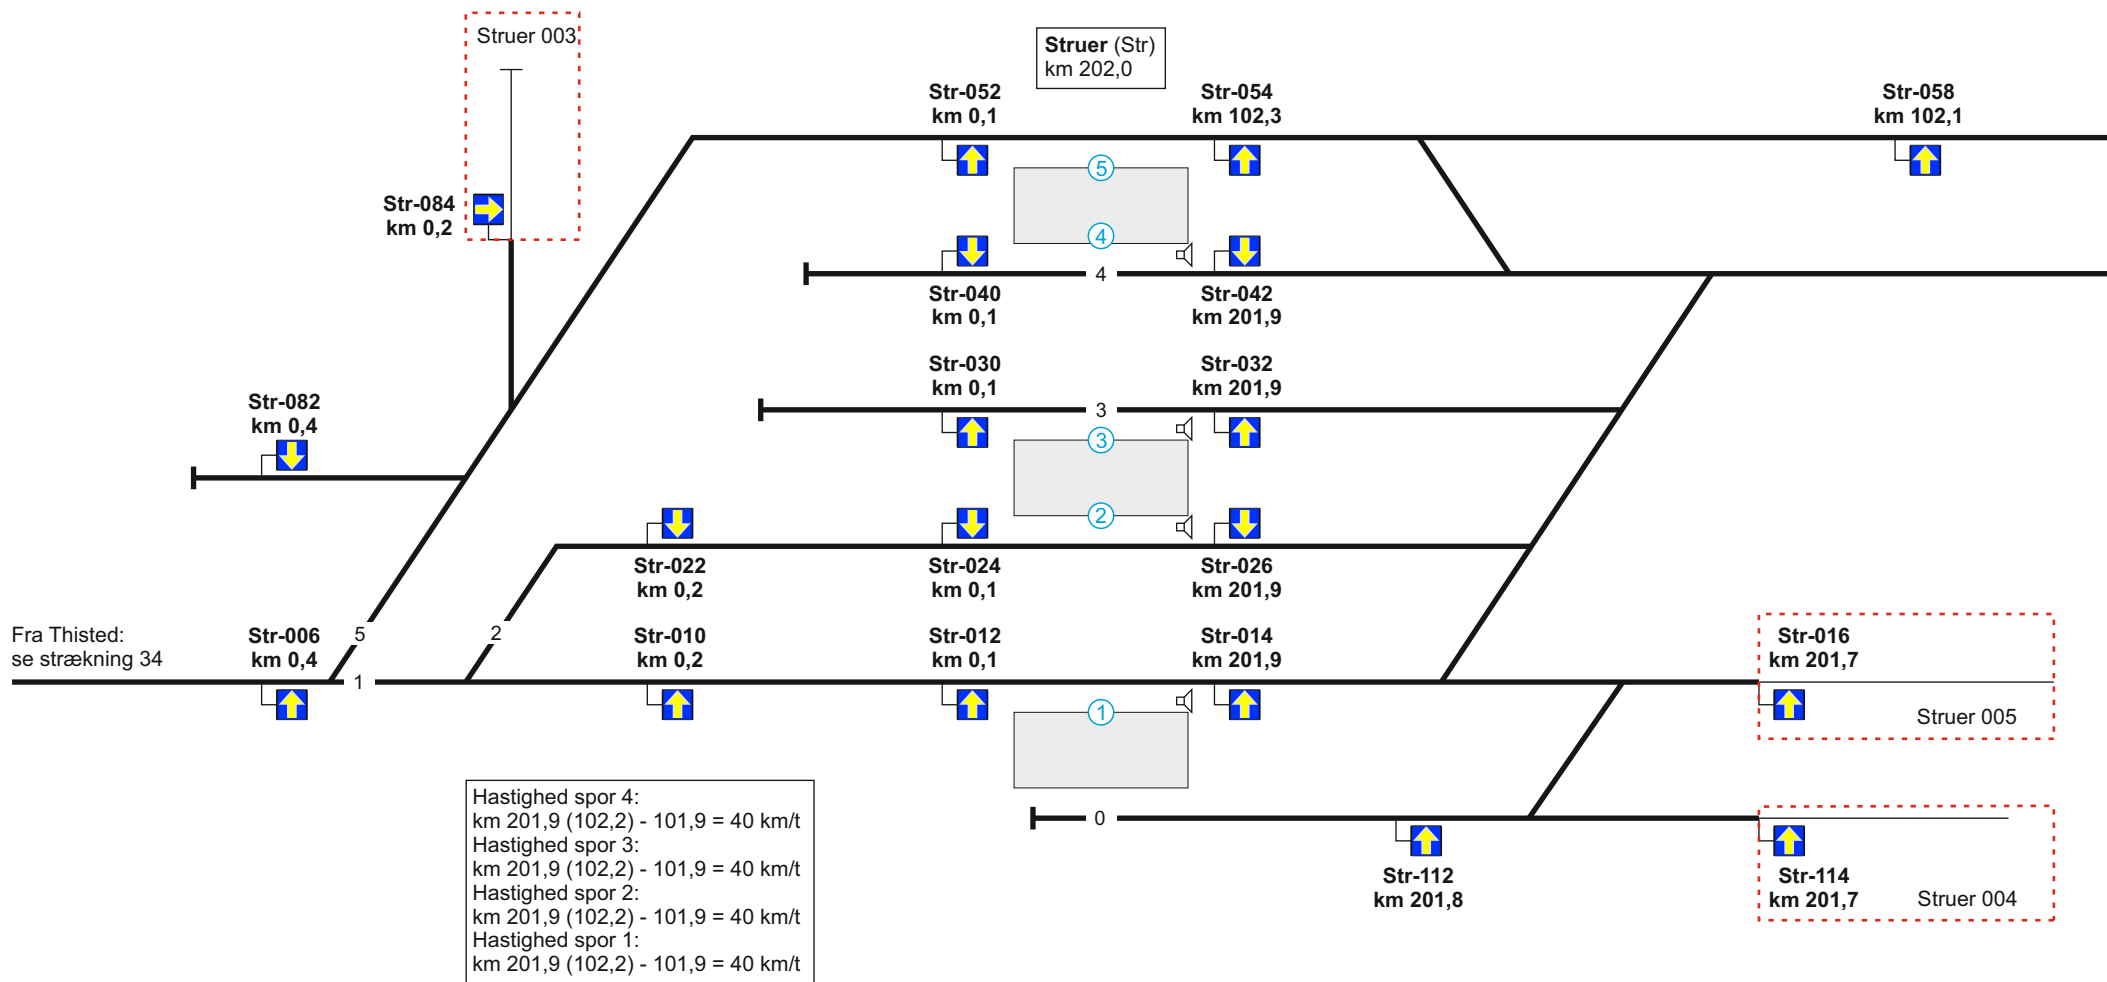 Struer 003
Struer (Str)
km 202,0
Str-052
km 0,1
Str-054
km 102,3
Str-058
km 102,1
5
Str-084
km 0,2
4
4
Str-040
km 0,1
Str-042
km 201,9
Str-030
km 0,1
Str-032
km 201,9
Str-082
km 0,4
3
3
2
Str-022
km 0,2
Str-024
km 0,1
Str-026
km 201,9
Fra Thisted:
se strækning 34
Str-006
km 0,4
5
2
Str-010
km 0,2
Str-012
km 0,1
Str-014
km 201,9
Str-016
km 201,7
1
1
Struer 005
Hastighed spor 4:
km 201,9 (102,2) - 101,9 = 40 km/t
Hastighed spor 3:
km 201,9 (102,2) - 101,9 = 40 km/t
Hastighed spor 2:
km 201,9 (102,2) - 101,9 = 40 km/t
Hastighed spor 1:
km 201,9 (102,2) - 101,9 = 40 km/t
0
Str-112
km 201,8
Str-114
km 201,7
Struer 004